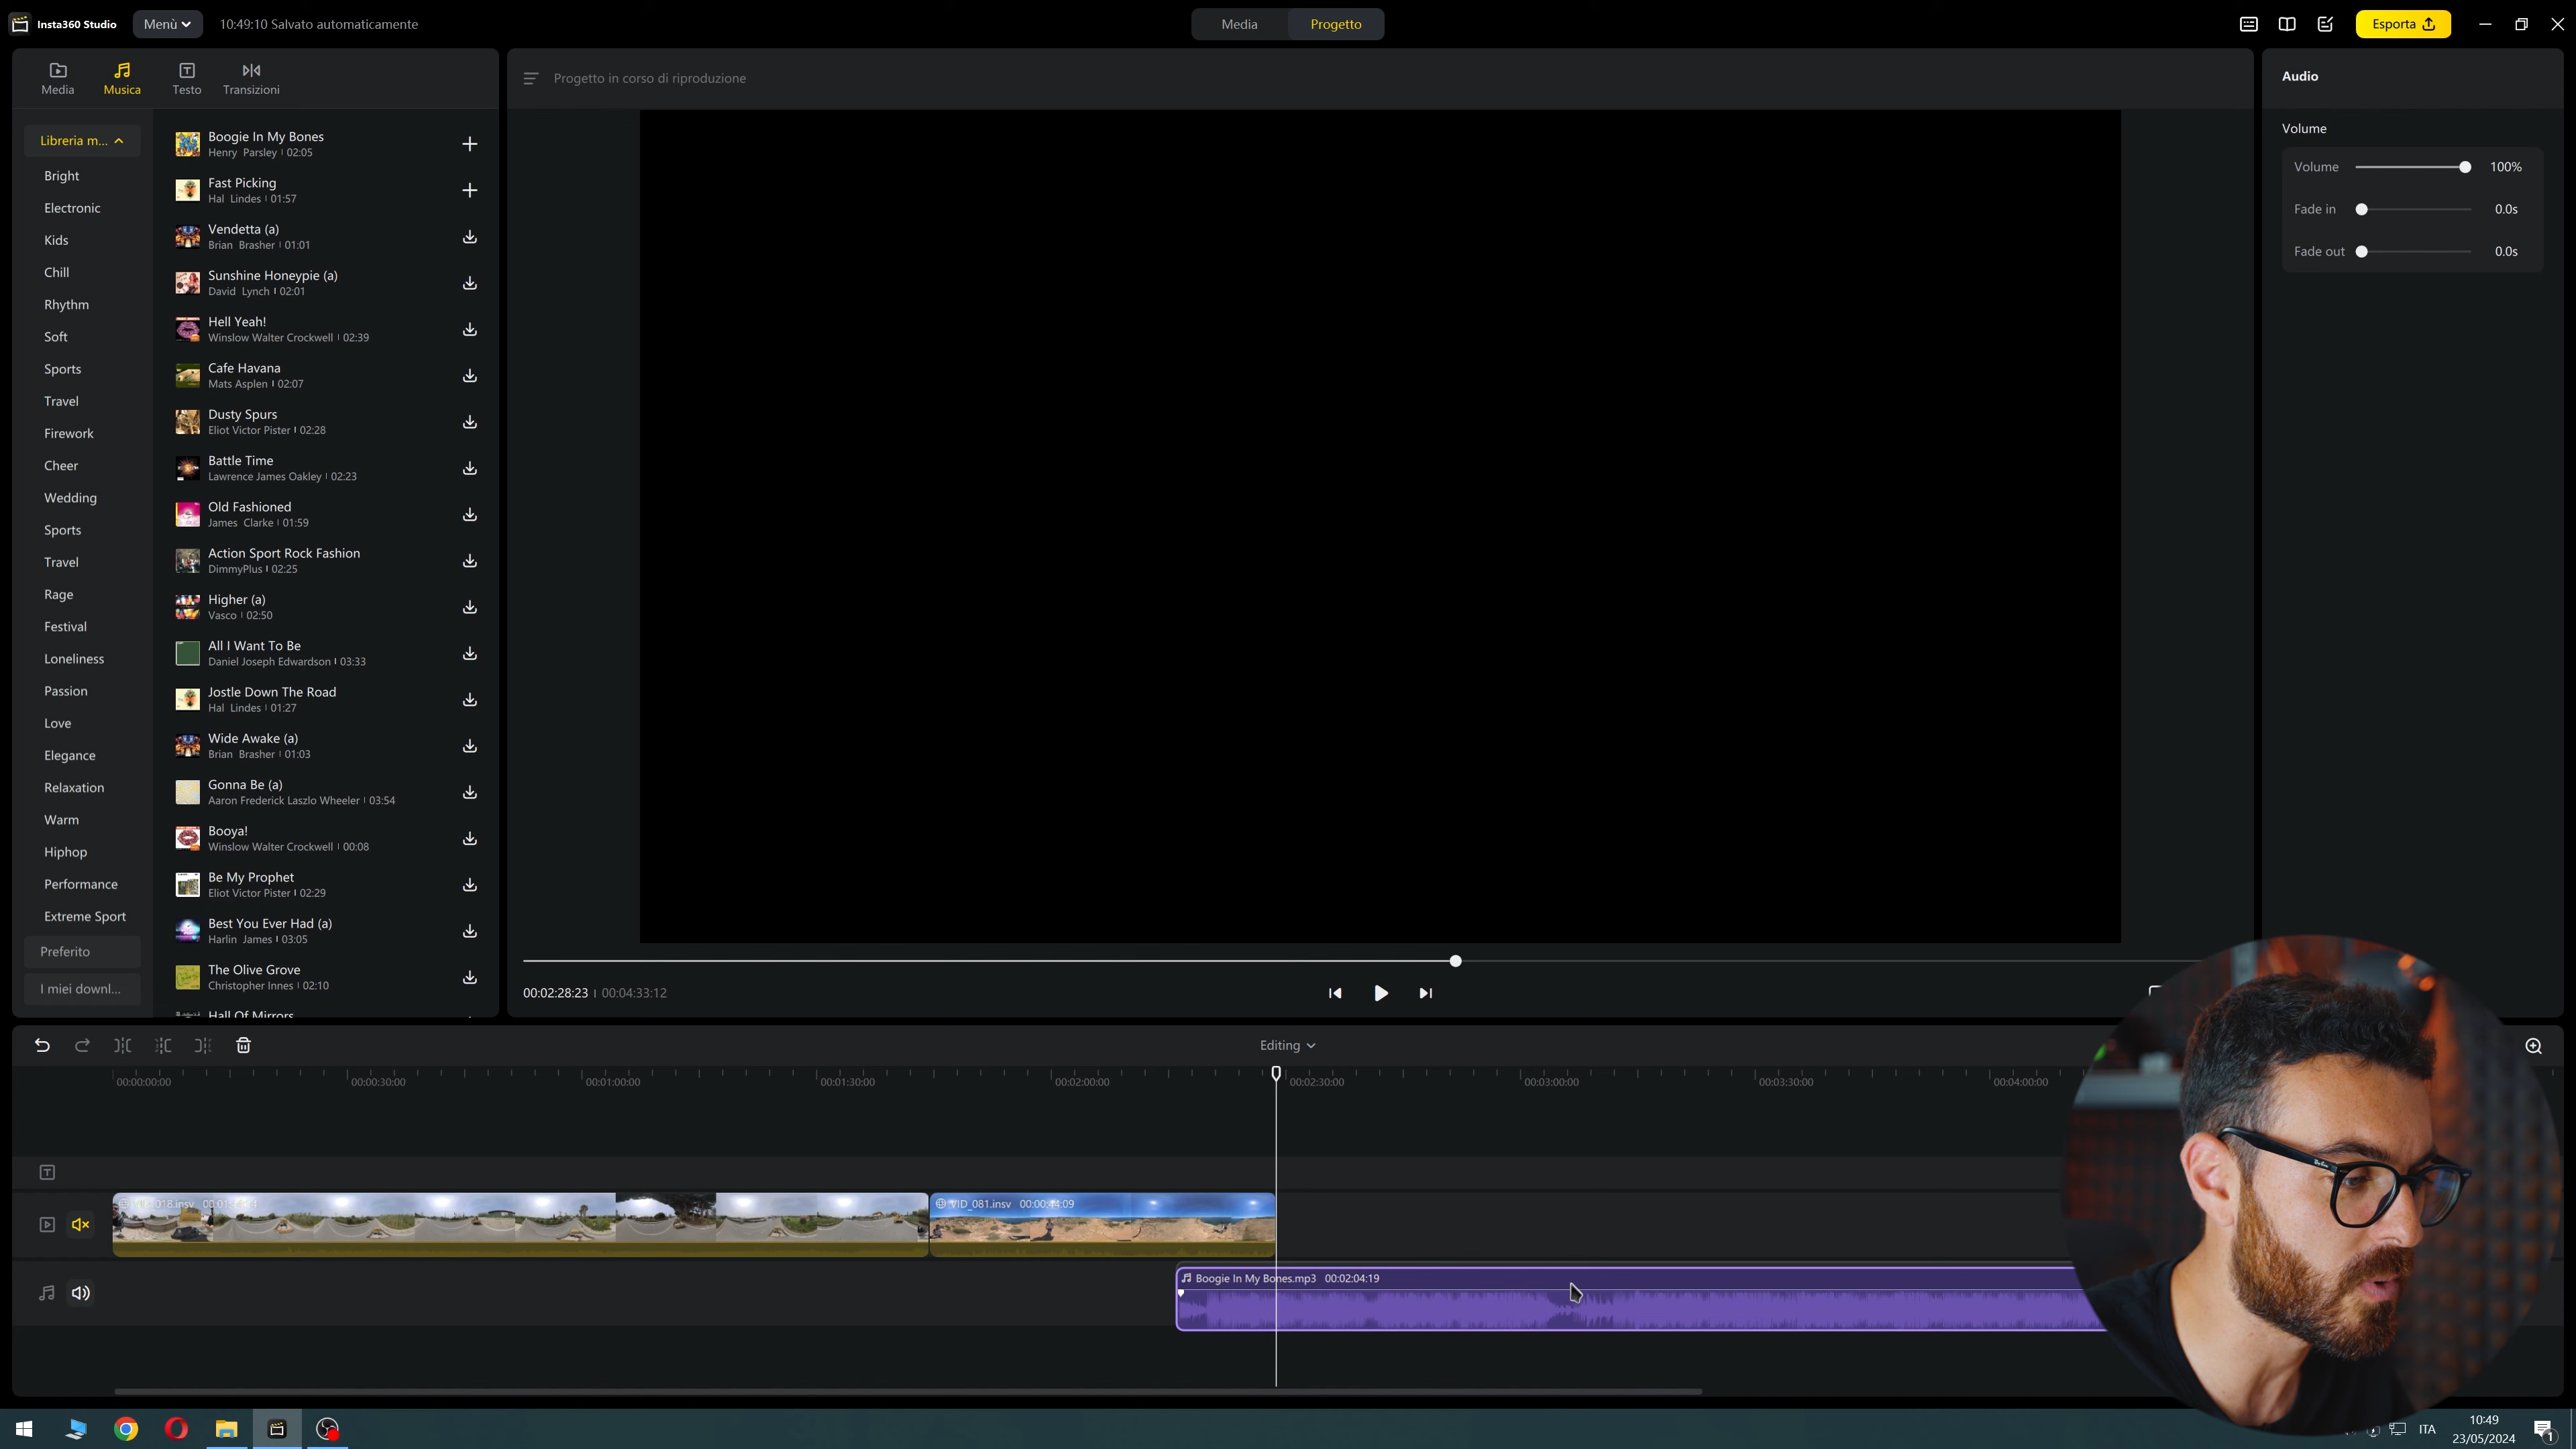 Insta360 Studio
Menù
10:49:10 Salvato automaticamente
Media
Progetto
Esporta
Media
Musica
Testo
Transizioni
Progetto in corso di riproduzione
Audio
Libreria m...
Bright
Electronic
Kids
Chill
Rhythm
Soft
Sports
Travel
Firework
Cheer
Wedding
Sports
Travel
Rage
Festival
Loneliness
Passion
Love
Elegance
Relaxation
Warm
Hiphop
Performance
Extreme Sport
Preferito
I miei downl...
Boogie In My Bones
Henry Parsley | 02:05
Fast Picking
Hal Lindes | 01:57
Vendetta (a)
Brian Brasher | 01:01
Sunshine Honeypie (a)
David Lynch | 02:01
Hell Yeah!
Winslow Walter Crockwell | 02:39
Cafe Havana
Mats Asplen | 02:07
Dusty Spurs
Eliot Victor Pister | 02:28
Battle Time
Lawrence James Oakley | 02:23
Old Fashioned
James Clarke | 01:59
Action Sport Rock Fashion
DimmyPlus | 02:25
Higher (a)
Vasco | 02:50
All I Want To Be
Daniel Joseph Edwardson | 03:33
Jostle Down The Road
Hal Lindes | 01:27
Wide Awake (a)
Brian Brasher | 01:03
Gonna Be (a)
Aaron Frederick Laszlo Wheeler | 03:54
Booya!
Winslow Walter Crockwell | 00:08
Be My Prophet
Eliot Victor Pister | 02:29
Best You Ever Had (a)
Harlin James | 03:05
The Olive Grove
Christopher Innes | 02:10
Hall Of Mirrors
Volume
Volume 100%
Fade in 0.0s
Fade out 0.0s
00:02:28:23 | 00:04:33:12
Editing
00:00:00:00 00:00:30:00 00:01:00:00 00:01:30:00 00:02:00:00 00:02:30:00 00:03:00:00 00:03:30:00 00:04:00:00
018.insv
VID_081.insv 00:00:44:09
Boogie In My Bones.mp3 00:02:04:19
ITA
10:49
23/05/2024
1